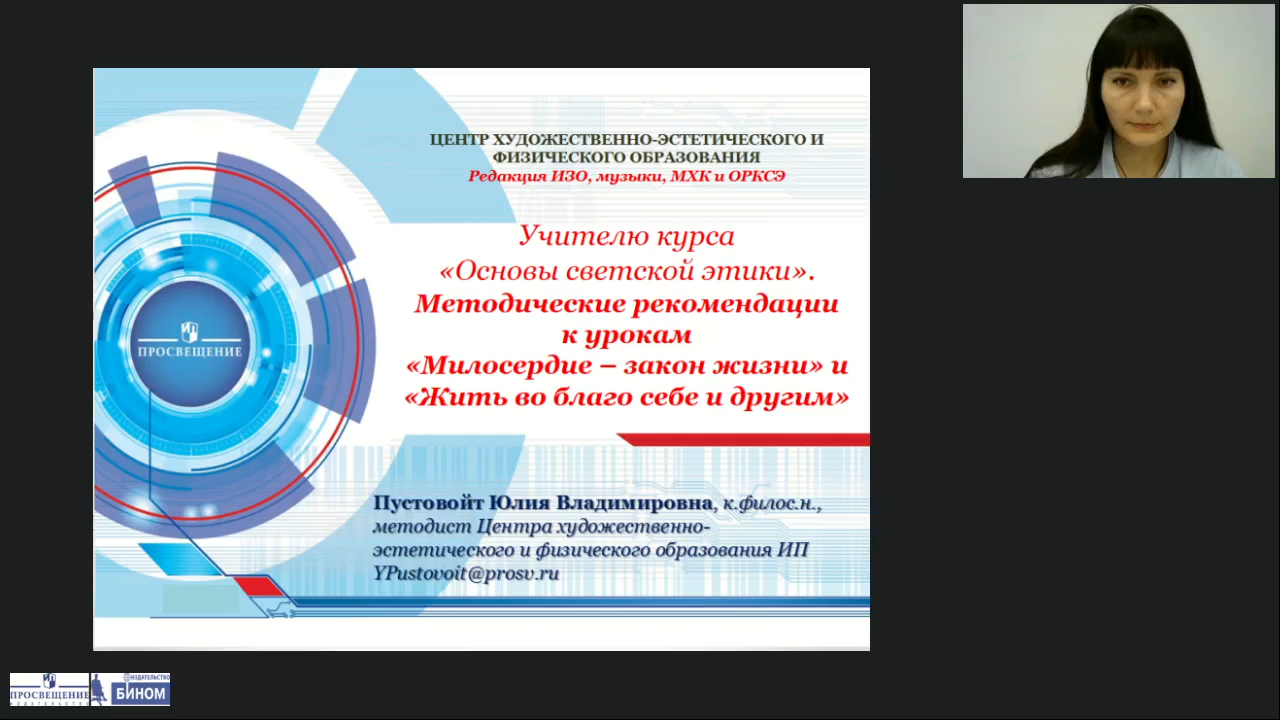 ЦЕНТР ХУДОЖЕСТВЕННО-ЭСТЕТИЧЕСКОГО И
ФИЗИЧЕСКОГО ОБРАЗОВАНИЯ
Редакция ИЗО, музыки, МХК и ОРКСЭ
Учителю курса
«Основы светской этики».
Методические рекомендации
к урокам
«Милосердие – закон жизни» и
«Жить во благо себе и другим»
ИП
ПРОСВЕЩЕНИЕ
Пустовойт Юлия Владимировна, к.филос.н.,
методист Центра художественно-
эстетического и физического образования ИП
YPustovoit@prosv.ru
ПРОСВЕЩЕНИЕ
ИЗДАТЕЛЬСТВО
ИЗДАТЕЛЬСТВО
БИНОМ